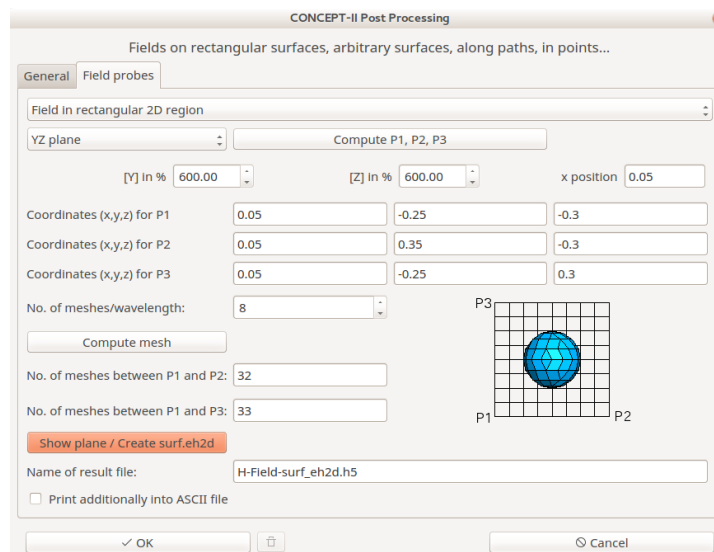 CONCEPT-II Post Processing
Fields on rectangular surfaces, arbitrary surfaces, along paths, in points...
General Field probes
Field in rectangular 2D region
YZ plane Compute P1, P2, P3
[Y] in % 600.00 [Z] in % 600.00 x position 0.05
Coordinates (x,y,z) for P1 0.05 -0.25 -0.3
Coordinates (x,y,z) for P2 0.05 0.35 -0.3
Coordinates (x,y,z) for P3 0.05 -0.25 0.3
No. of meshes/wavelength: 8 P3
Compute mesh
No. of meshes between P1 and P2: 32
No. of meshes between P1 and P3: 33 P1 P2
Show plane / Create surf.eh2d
Name of result file: H-Field-surf_eh2d.h5
Print additionally into ASCII file
OK Cancel